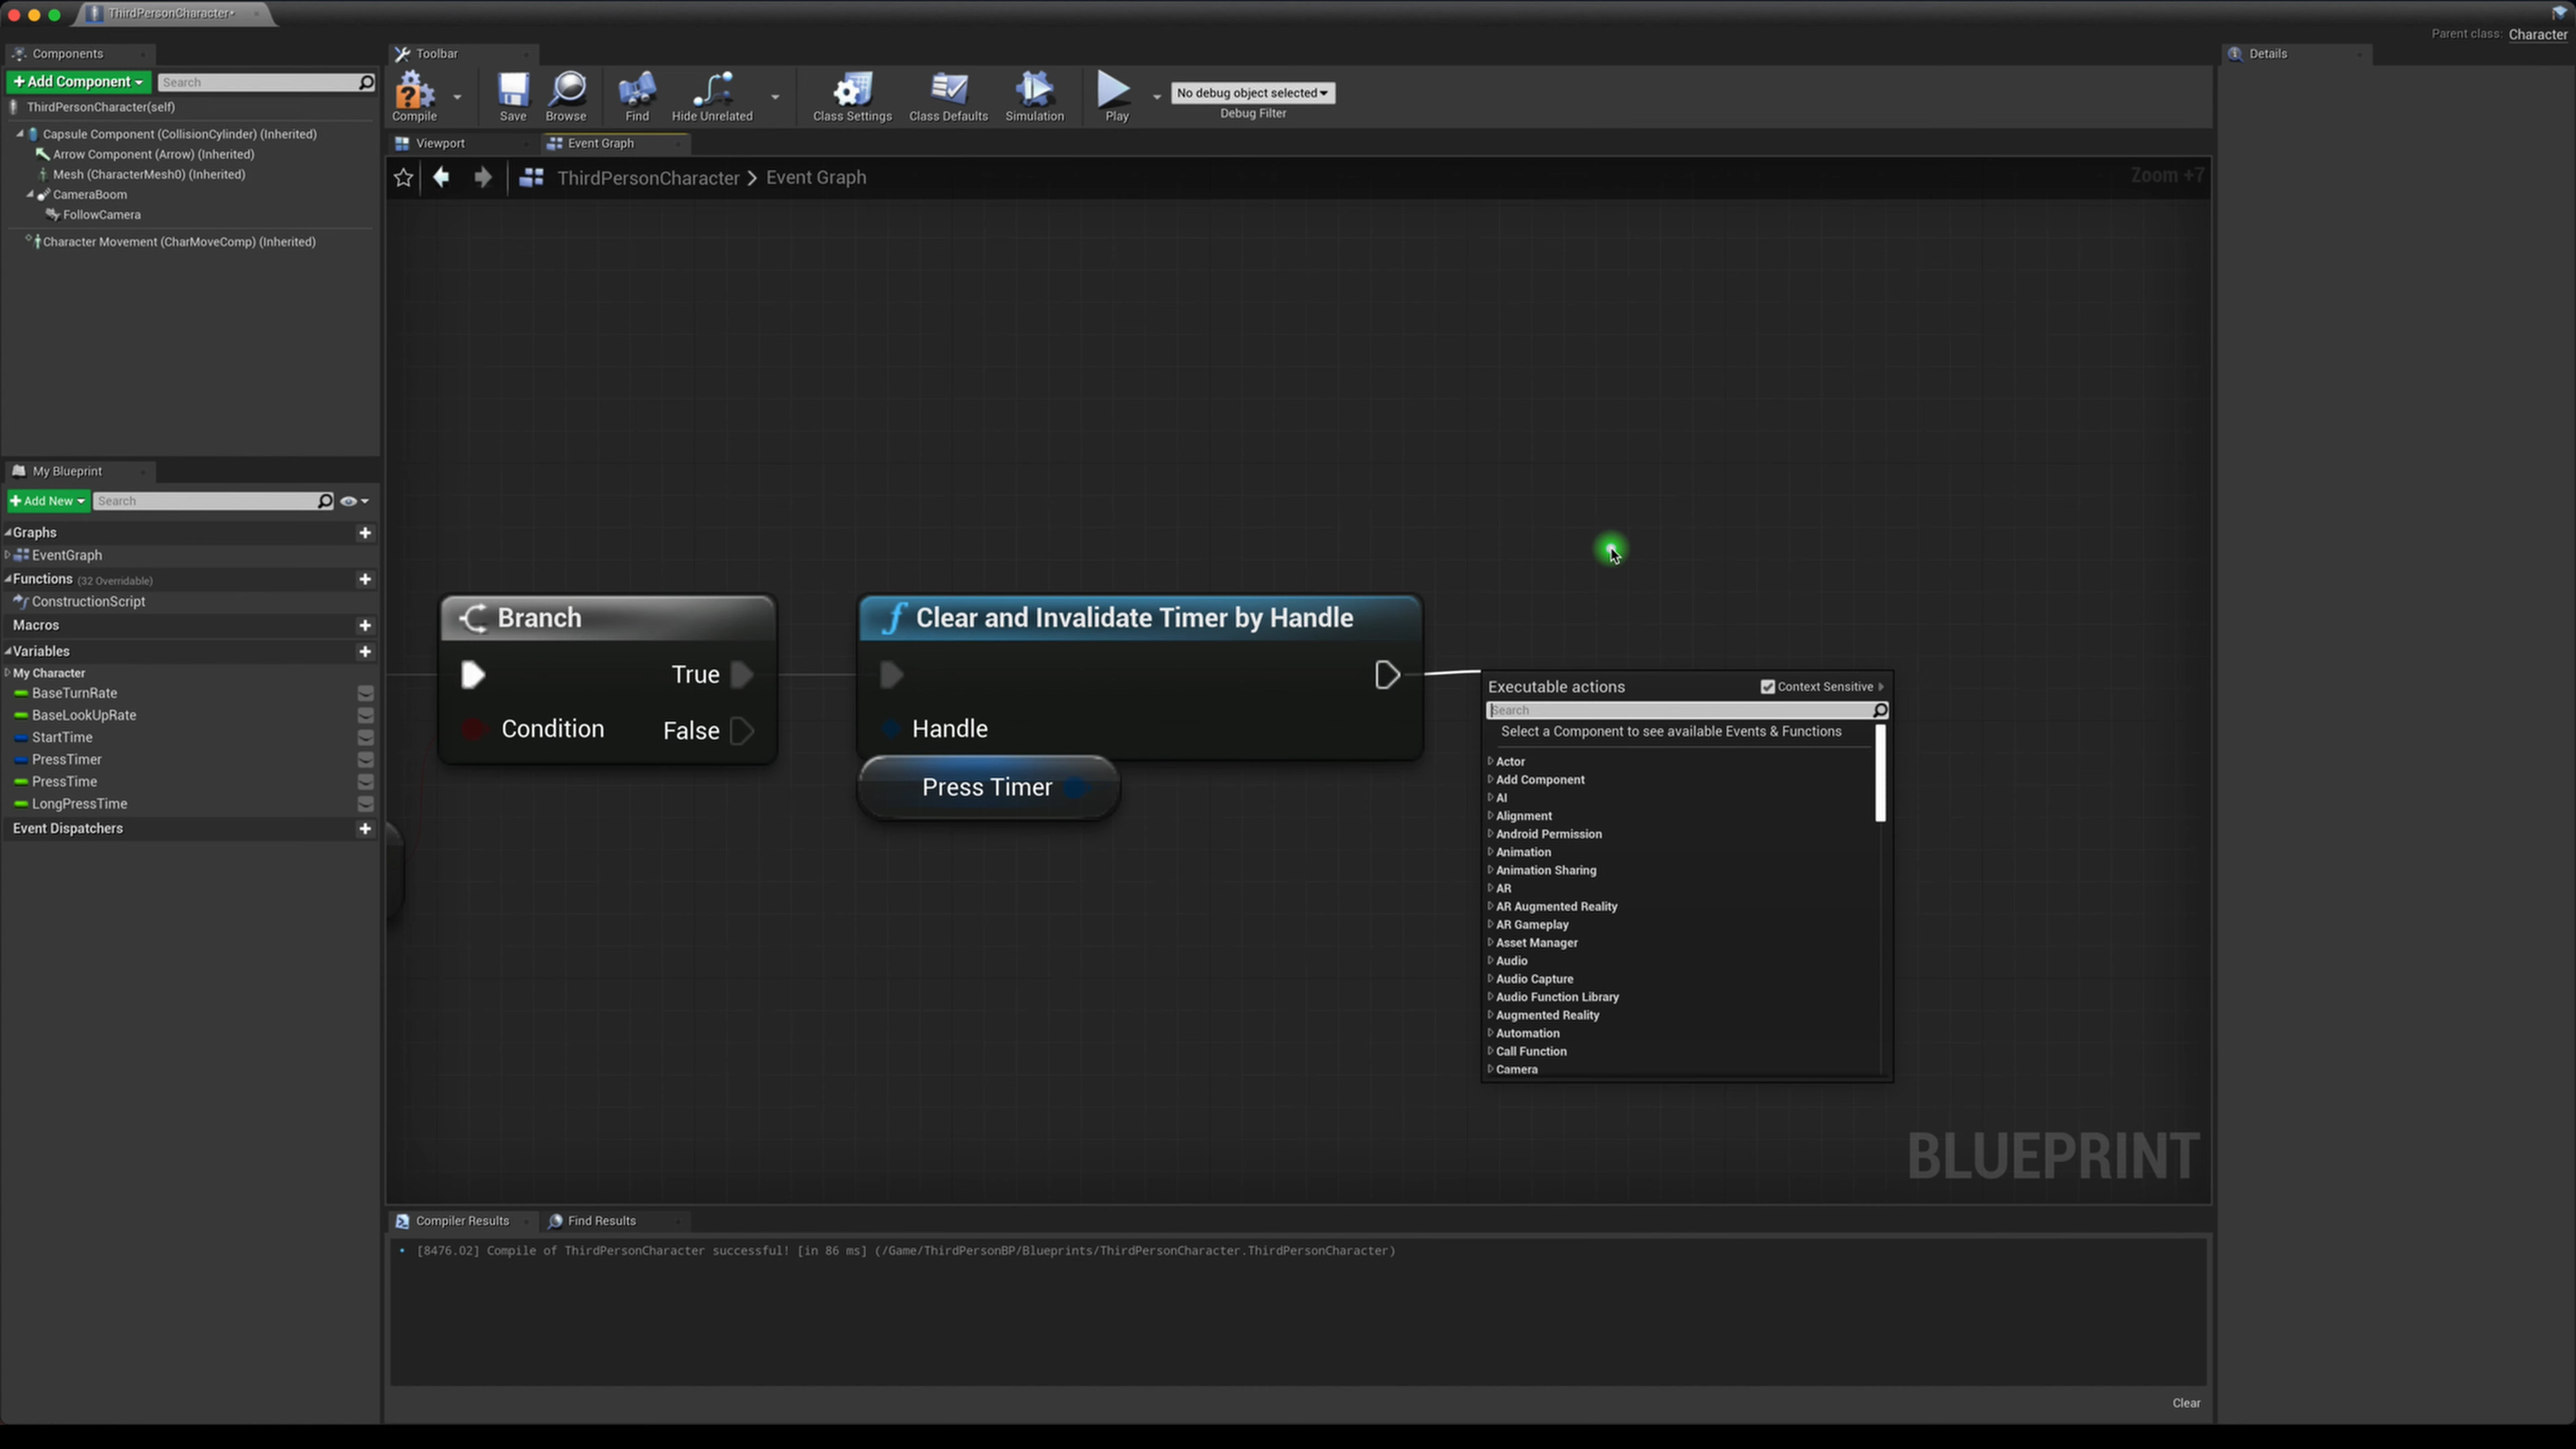 ThirdPersonCharacter•
Parent class: Character
Components
Toolbar
Details
Add Component
Search
ThirdPersonCharacter(self)
Capsule Component (CollisionCylinder) (Inherited)
Arrow Component (Arrow) (Inherited)
Mesh (CharacterMesh0) (Inherited)
CameraBoom
FollowCamera
Character Movement (CharMoveComp) (Inherited)
Compile
Save
Browse
Find
Hide Unrelated
Class Settings
Class Defaults
Simulation
Play
No debug object selected
Debug Filter
Viewport
Event Graph
ThirdPersonCharacter > Event Graph
Zoom +7
My Blueprint
Add New
Search
Graphs
EventGraph
Functions (32 Overridable)
ConstructionScript
Macros
Variables
My Character
BaseTurnRate
BaseLookUpRate
StartTime
PressTimer
PressTime
LongPressTime
Event Dispatchers
Branch
True
Condition
False
Clear and Invalidate Timer by Handle
Handle
Press Timer
Executable actions
Context Sensitive
Search
Select a Component to see available Events & Functions
Actor
Add Component
AI
Alignment
Android Permission
Animation
Animation Sharing
AR
AR Augmented Reality
AR Gameplay
Asset Manager
Audio
Audio Capture
Audio Function Library
Augmented Reality
Automation
Call Function
Camera
BLUEPRINT
Compiler Results
Find Results
[8476.02] Compile of ThirdPersonCharacter successful! [in 86 ms] (/Game/ThirdPersonBP/Blueprints/ThirdPersonCharacter.ThirdPersonCharacter)
Clear